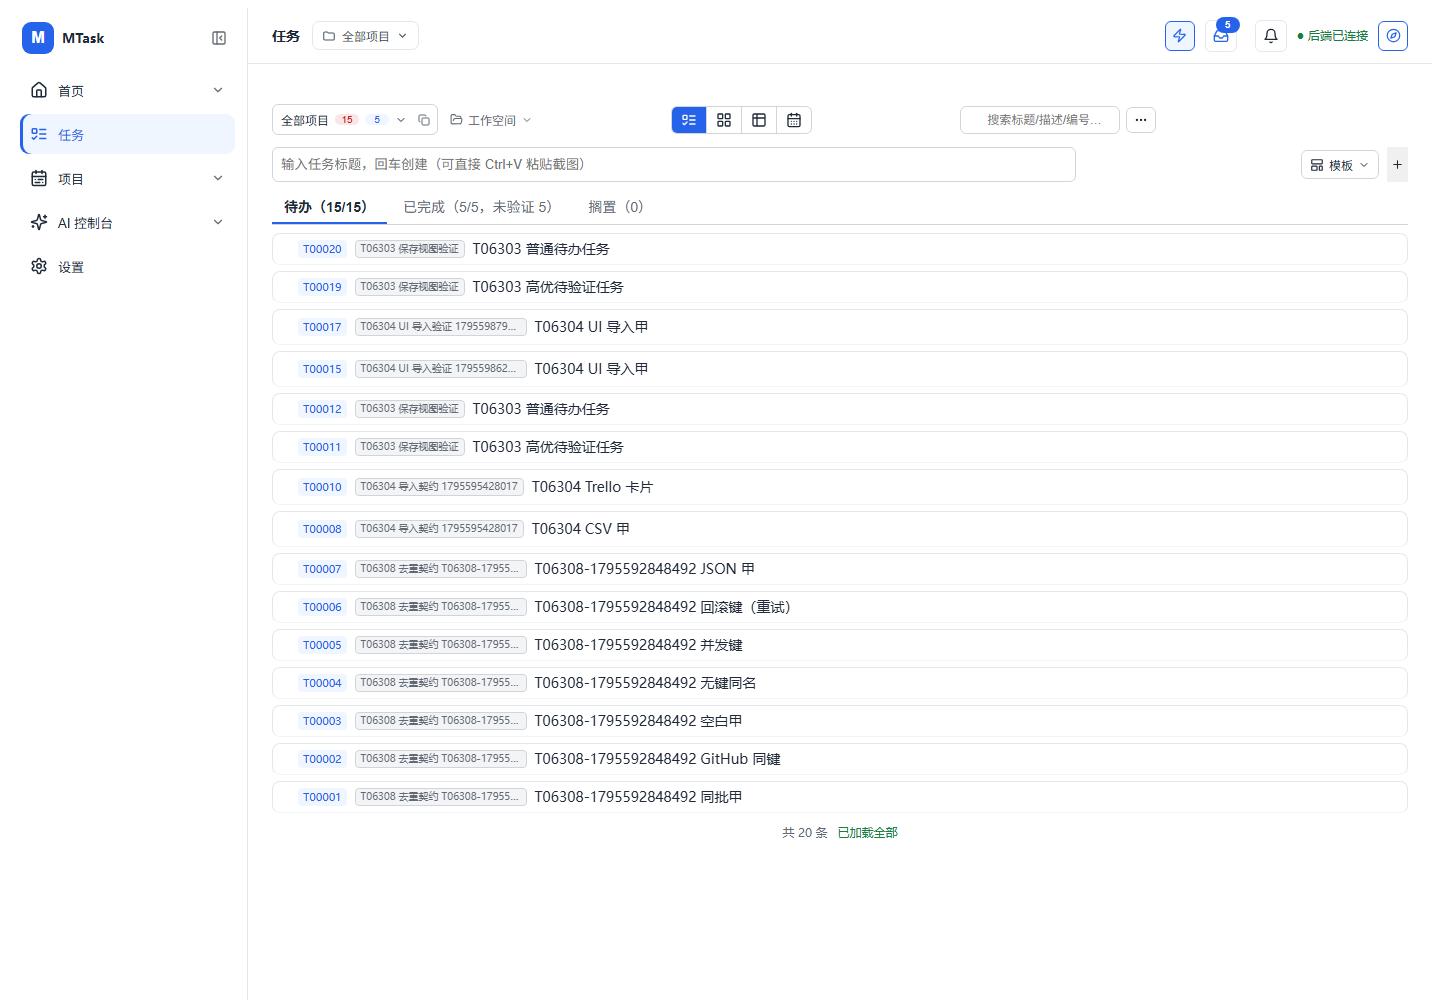 M MTask
任务 全部项目 5 后端已连接
首页
任务
项目
AI 控制台
设置
全部项目 15 5 工作空间 搜索标题/描述/编号...
输入任务标题，回车创建（可直接 Ctrl+V 粘贴截图） 模板
待办（15/15） 已完成（5/5，未验证 5） 搁置（0）
T00020 T06303 保存视图验证 T06303 普通待办任务
T00019 T06303 保存视图验证 T06303 高优待验证任务
T00017 T06304 UI 导入验证 179559879... T06304 UI 导入甲
T00015 T06304 UI 导入验证 179559862... T06304 UI 导入甲
T00012 T06303 保存视图验证 T06303 普通待办任务
T00011 T06303 保存视图验证 T06303 高优待验证任务
T00010 T06304 导入契约 1795595428017 T06304 Trello 卡片
T00008 T06304 导入契约 1795595428017 T06304 CSV 甲
T00007 T06308 去重契约 T06308-17955... T06308-1795592848492 JSON 甲
T00006 T06308 去重契约 T06308-17955... T06308-1795592848492 回滚键（重试）
T00005 T06308 去重契约 T06308-17955... T06308-1795592848492 并发键
T00004 T06308 去重契约 T06308-17955... T06308-1795592848492 无键同名
T00003 T06308 去重契约 T06308-17955... T06308-1795592848492 空白甲
T00002 T06308 去重契约 T06308-17955... T06308-1795592848492 GitHub 同键
T00001 T06308 去重契约 T06308-17955... T06308-1795592848492 同批甲
共 20 条 已加载全部